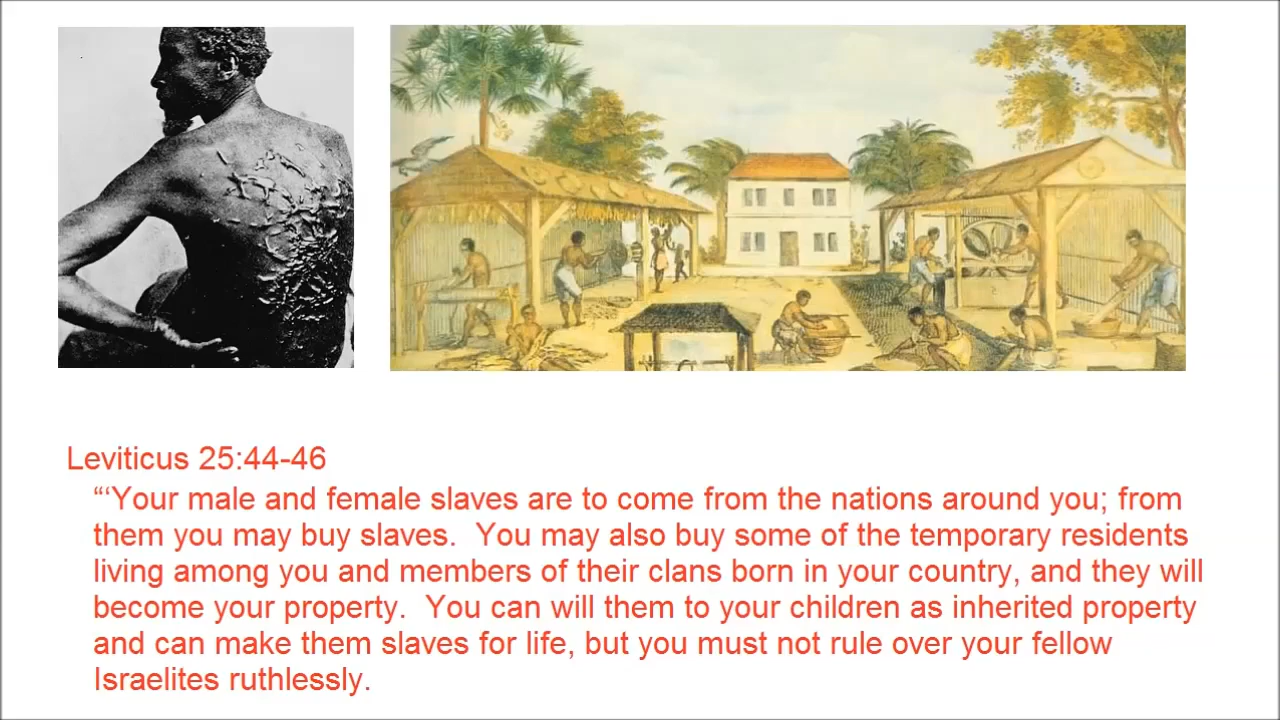 Leviticus 25:44-46
“‘Your male and female slaves are to come from the nations around you; from
them you may buy slaves.  You may also buy some of the temporary residents
living among you and members of their clans born in your country, and they will
become your property.  You can will them to your children as inherited property
and can make them slaves for life, but you must not rule over your fellow
Israelites ruthlessly.